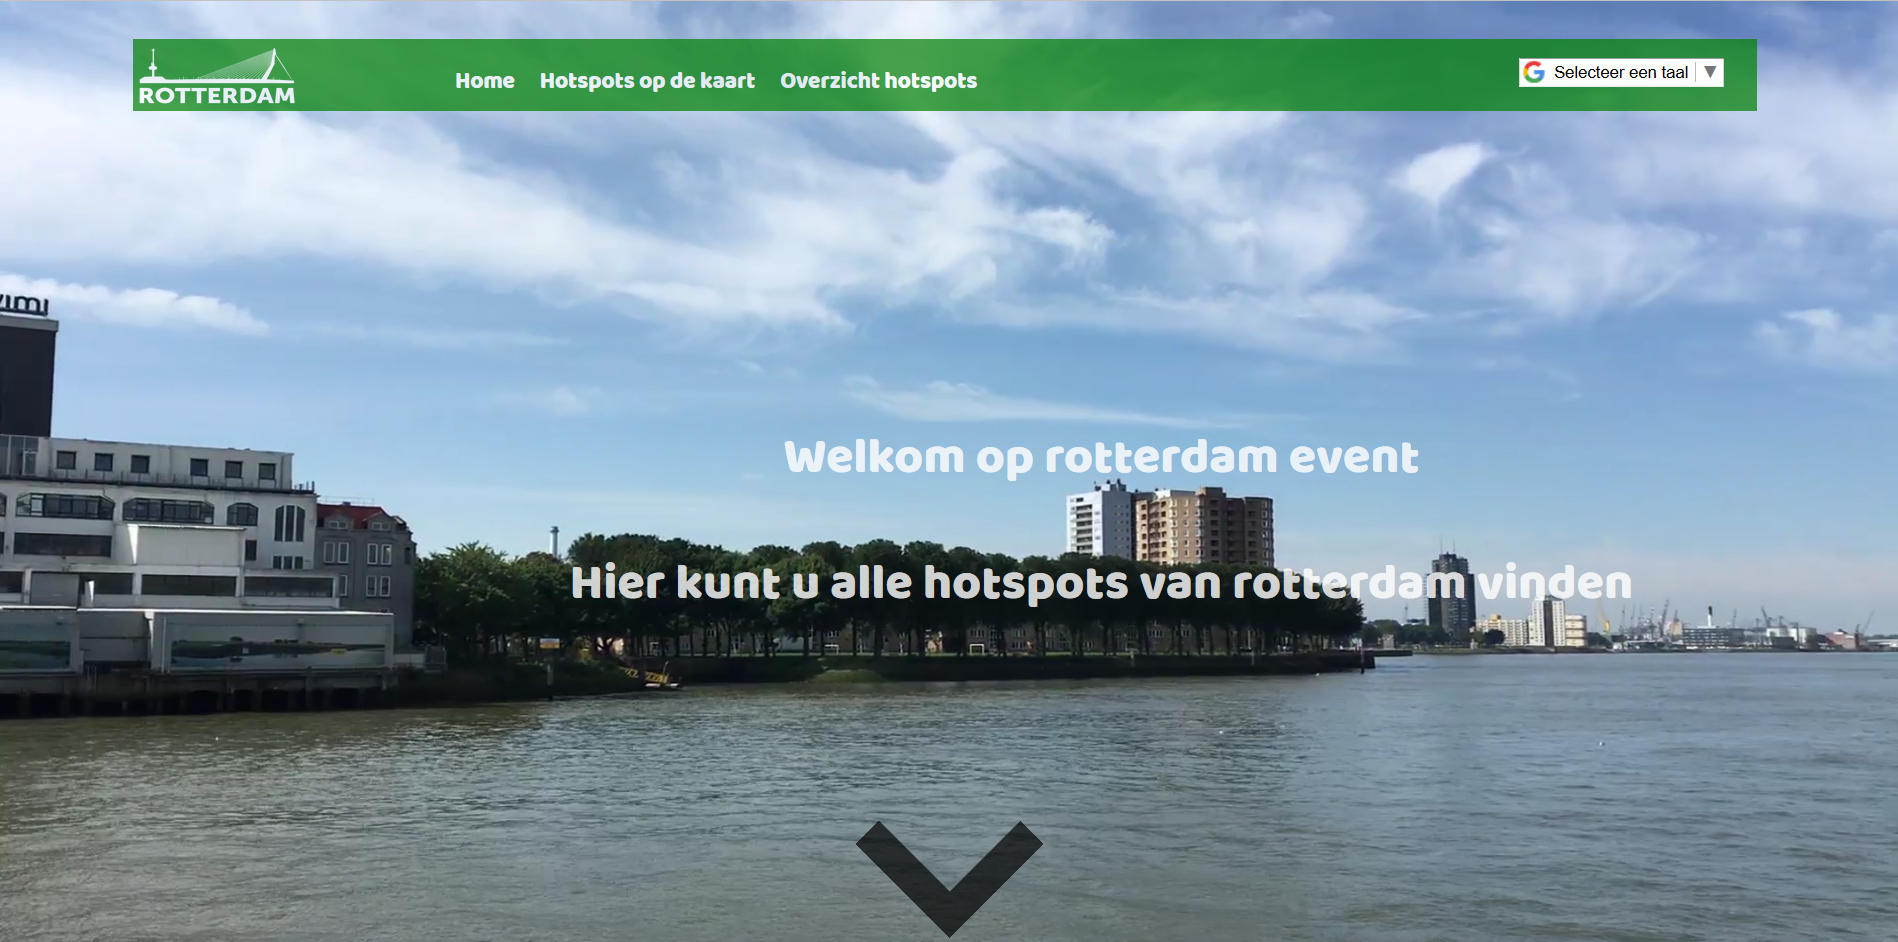 ROTTERDAM
Home Hotspots op de kaart Overzicht hotspots
Selecteer een taal ▼
Welkom op rotterdam event
Hier kunt u alle hotspots van rotterdam vinden